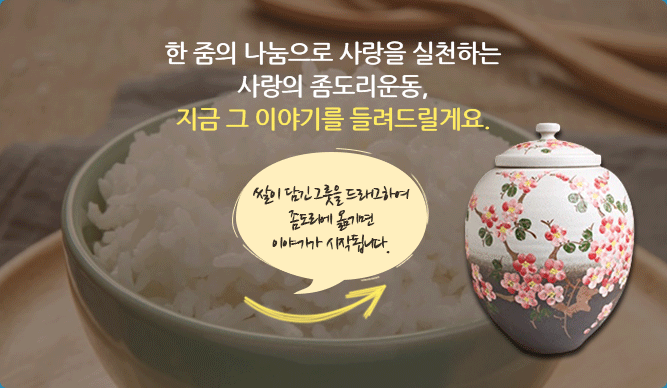 한 줌의 나눔으로 사랑을 실천하는
사랑의 좀도리운동,
지금 그 이야기를 들려드릴게요.
쌀이 담긴 그릇을 드래그하여
좀도리에 옮기면
이야기가 시작됩니다.